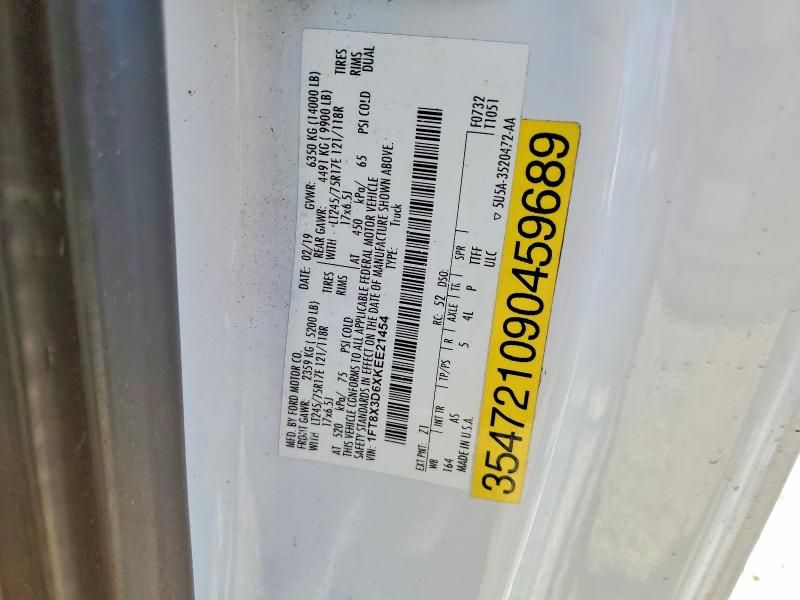 MFD. BY FORD MOTOR CO.
DATE: 02/19 GVWR: 6350 KG (14000 LB)
FRONT GAWR: 2359 KG ( 5200 LB) REAR GAWR: 4491 KG ( 9900 LB)
WITH LT245/75R17E 121/118R TIRES WITH LT245/75R17E 121/118R TIRES
17x6.5J RIMS 17x6.5J RIMS
AT 520 kPa/ 75 PSI COLD AT 450 kPa/ 65 PSI COLD DUAL
THIS VEHICLE CONFORMS TO ALL APPLICABLE FEDERAL MOTOR VEHICLE
SAFETY STANDARDS IN EFFECT ON THE DATE OF MANUFACTURE SHOWN ABOVE.
VIN: 1FT8X3D6XKEE21454 TYPE: Truck
F0732
T1051
EXT PNT: Z1 RC: 52 DSO:
WB INT TR TP/PS R AXLE TR SPR
164 AS 5 4L P TTFF
MADE IN U.S.A. ULC
5U5A-3520472-AA
3547210904596​89